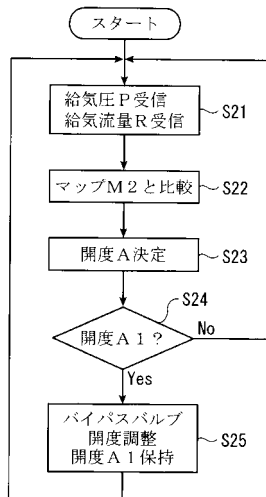 スタート
給気圧P受信
給気流量R受信
S21
マップM2と比較
S22
開度A決定
S23
S24
開度A1?
No
Yes
バイパスバルブ
開度調整
開度A1保持
S25